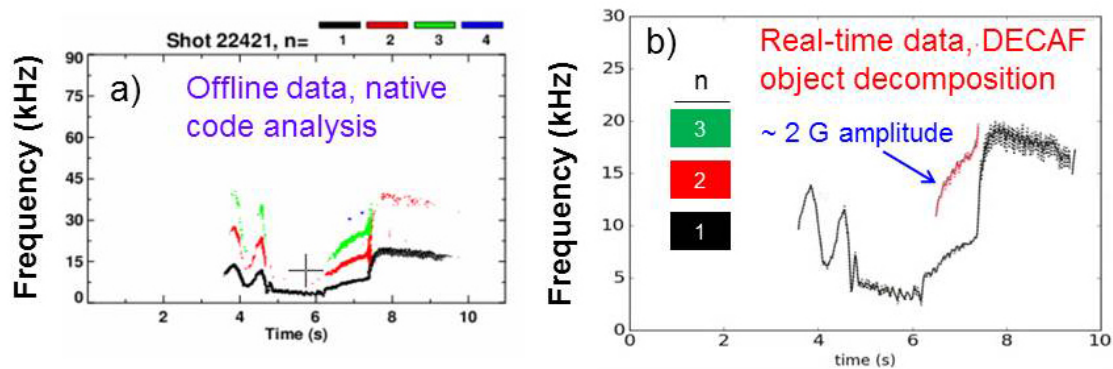 Shot 22421, n= 1 2 3 4
a) Offline data, native
code analysis
Frequency (kHz)
90
75
60
45
30
15
0
2 4 6 8 10
Time (s)
b) Real-time data, DECAF
object decomposition
n
3
2
1
~ 2 G amplitude
Frequency (kHz)
30
25
20
15
10
5
0
0 2 4 6 8 10
time (s)